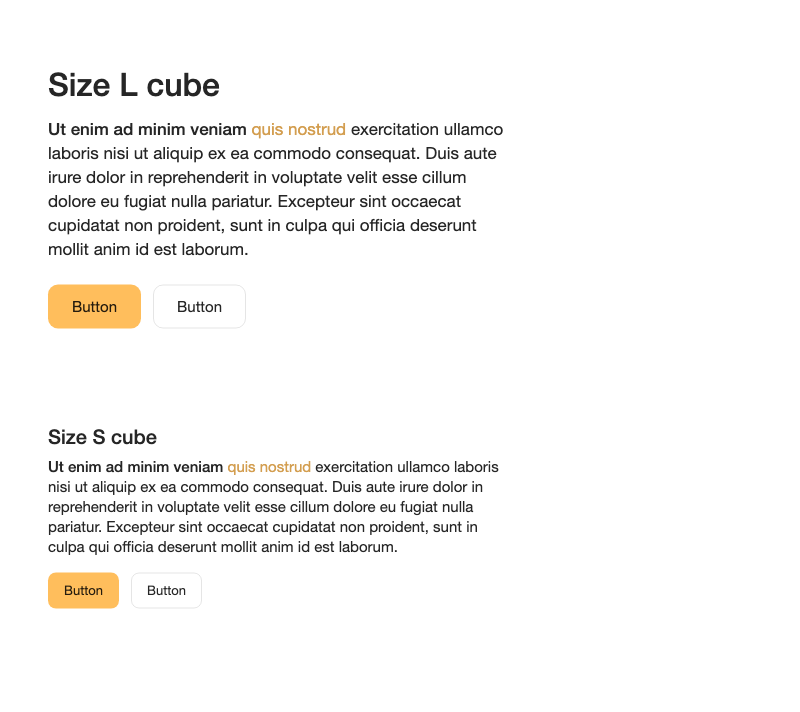 Size L cube
Ut enim ad minim veniam quis nostrud exercitation ullamco
laboris nisi ut aliquip ex ea commodo consequat. Duis aute
irure dolor in reprehenderit in voluptate velit esse cillum
dolore eu fugiat nulla pariatur. Excepteur sint occaecat
cupidatat non proident, sunt in culpa qui officia deserunt
mollit anim id est laborum.
Button Button
Size S cube
Ut enim ad minim veniam quis nostrud exercitation ullamco laboris
nisi ut aliquip ex ea commodo consequat. Duis aute irure dolor in
reprehenderit in voluptate velit esse cillum dolore eu fugiat nulla
pariatur. Excepteur sint occaecat cupidatat non proident, sunt in
culpa qui officia deserunt mollit anim id est laborum.
Button Button